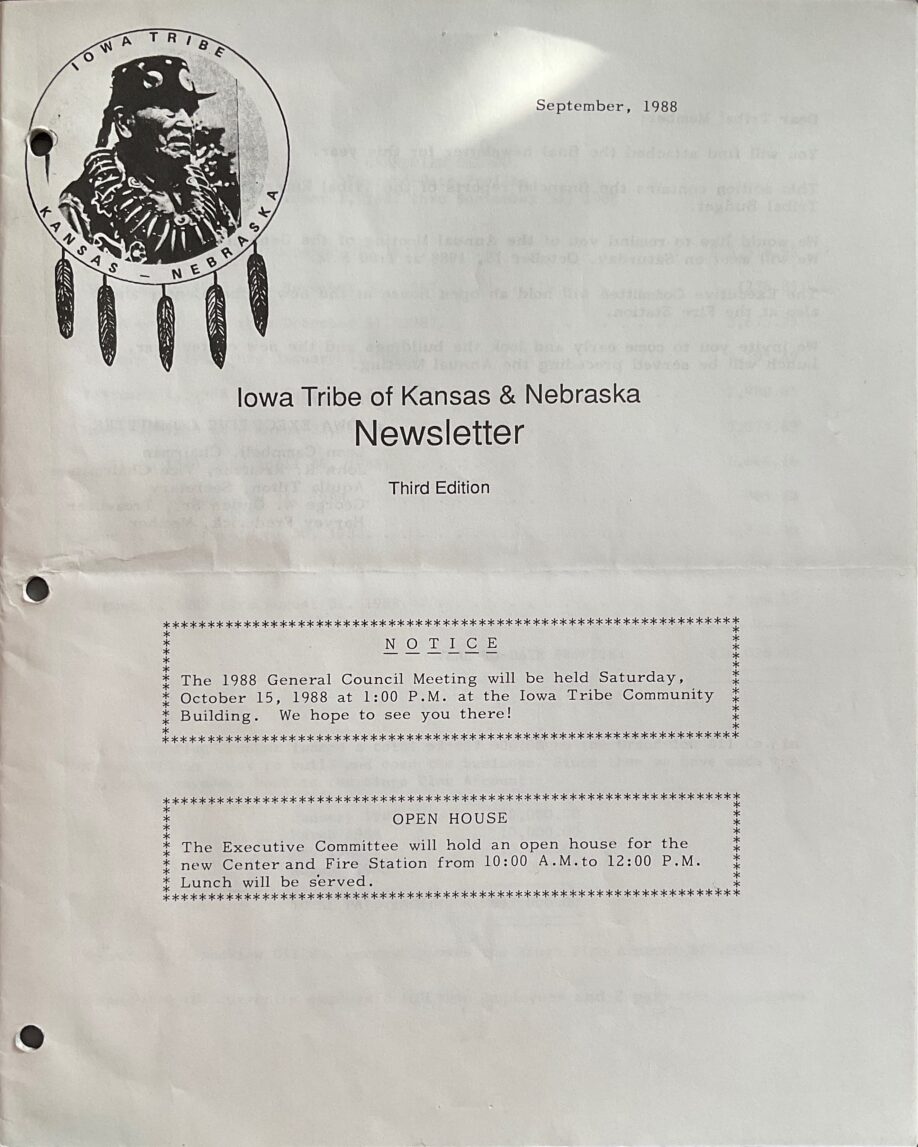 IOWA TRIBE
KANSAS – NEBRASKA
September, 1988
Iowa Tribe of Kansas & Nebraska
Newsletter
Third Edition
NOTICE
The 1988 General Council Meeting will be held Saturday,
October 15, 1988 at 1:00 P.M. at the Iowa Tribe Community
Building. We hope to see you there!
OPEN HOUSE
The Executive Committee will hold an open house for the
new Center and Fire Station from 10:00 A.M.to 12:00 P.M.
Lunch will be served.